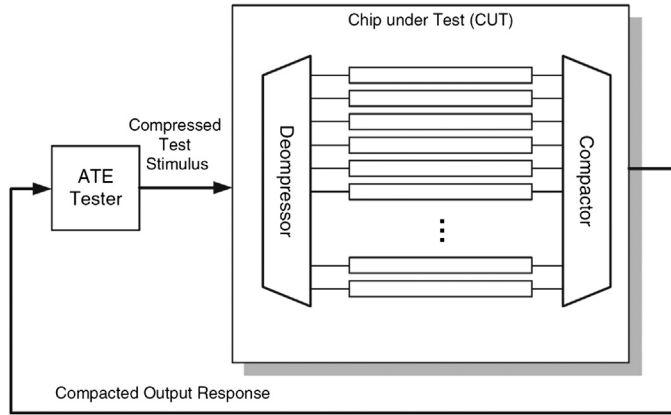 Chip under Test (CUT)
Compressed
Test
Stimulus
ATE
Tester
Deompressor
Compactor
Compacted Output Response